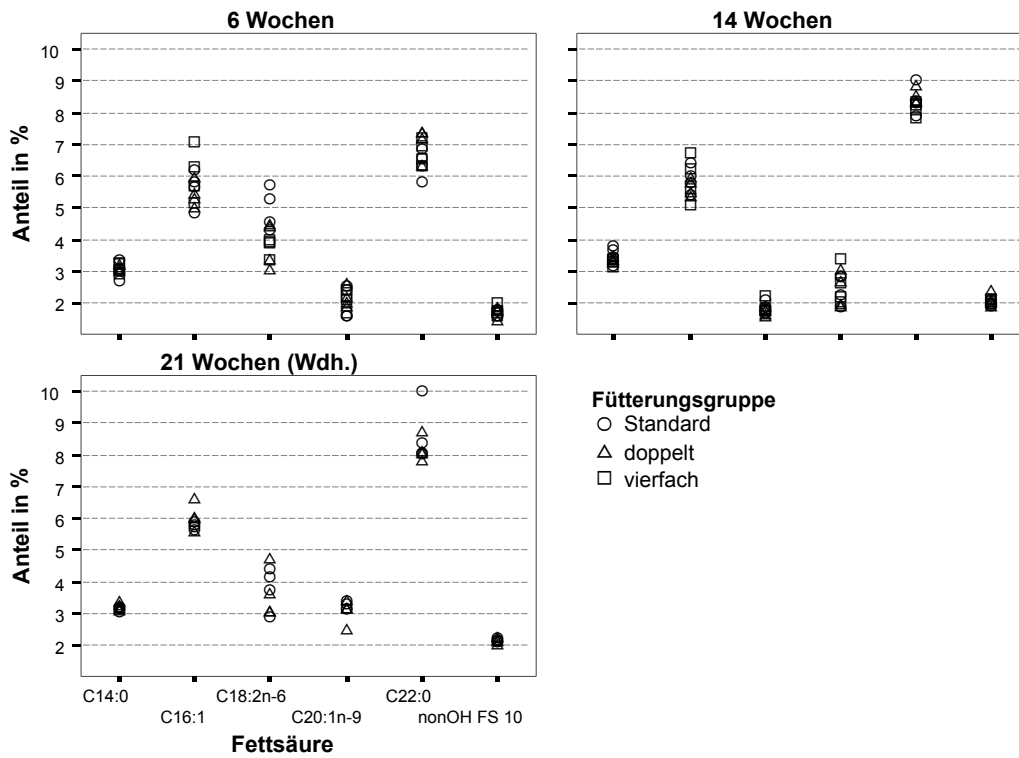 6 Wochen
14 Wochen
Anteil in %
10
9
8
7
6
5
4
3
2
21 Wochen (Wdh.)
Anteil in %
10
9
8
7
6
5
4
3
2
Fütterungsgruppe
Standard
doppelt
vierfach
C14:0
C16:1
C18:2n-6
C20:1n-9
C22:0
nonOH FS 10
Fettsäure